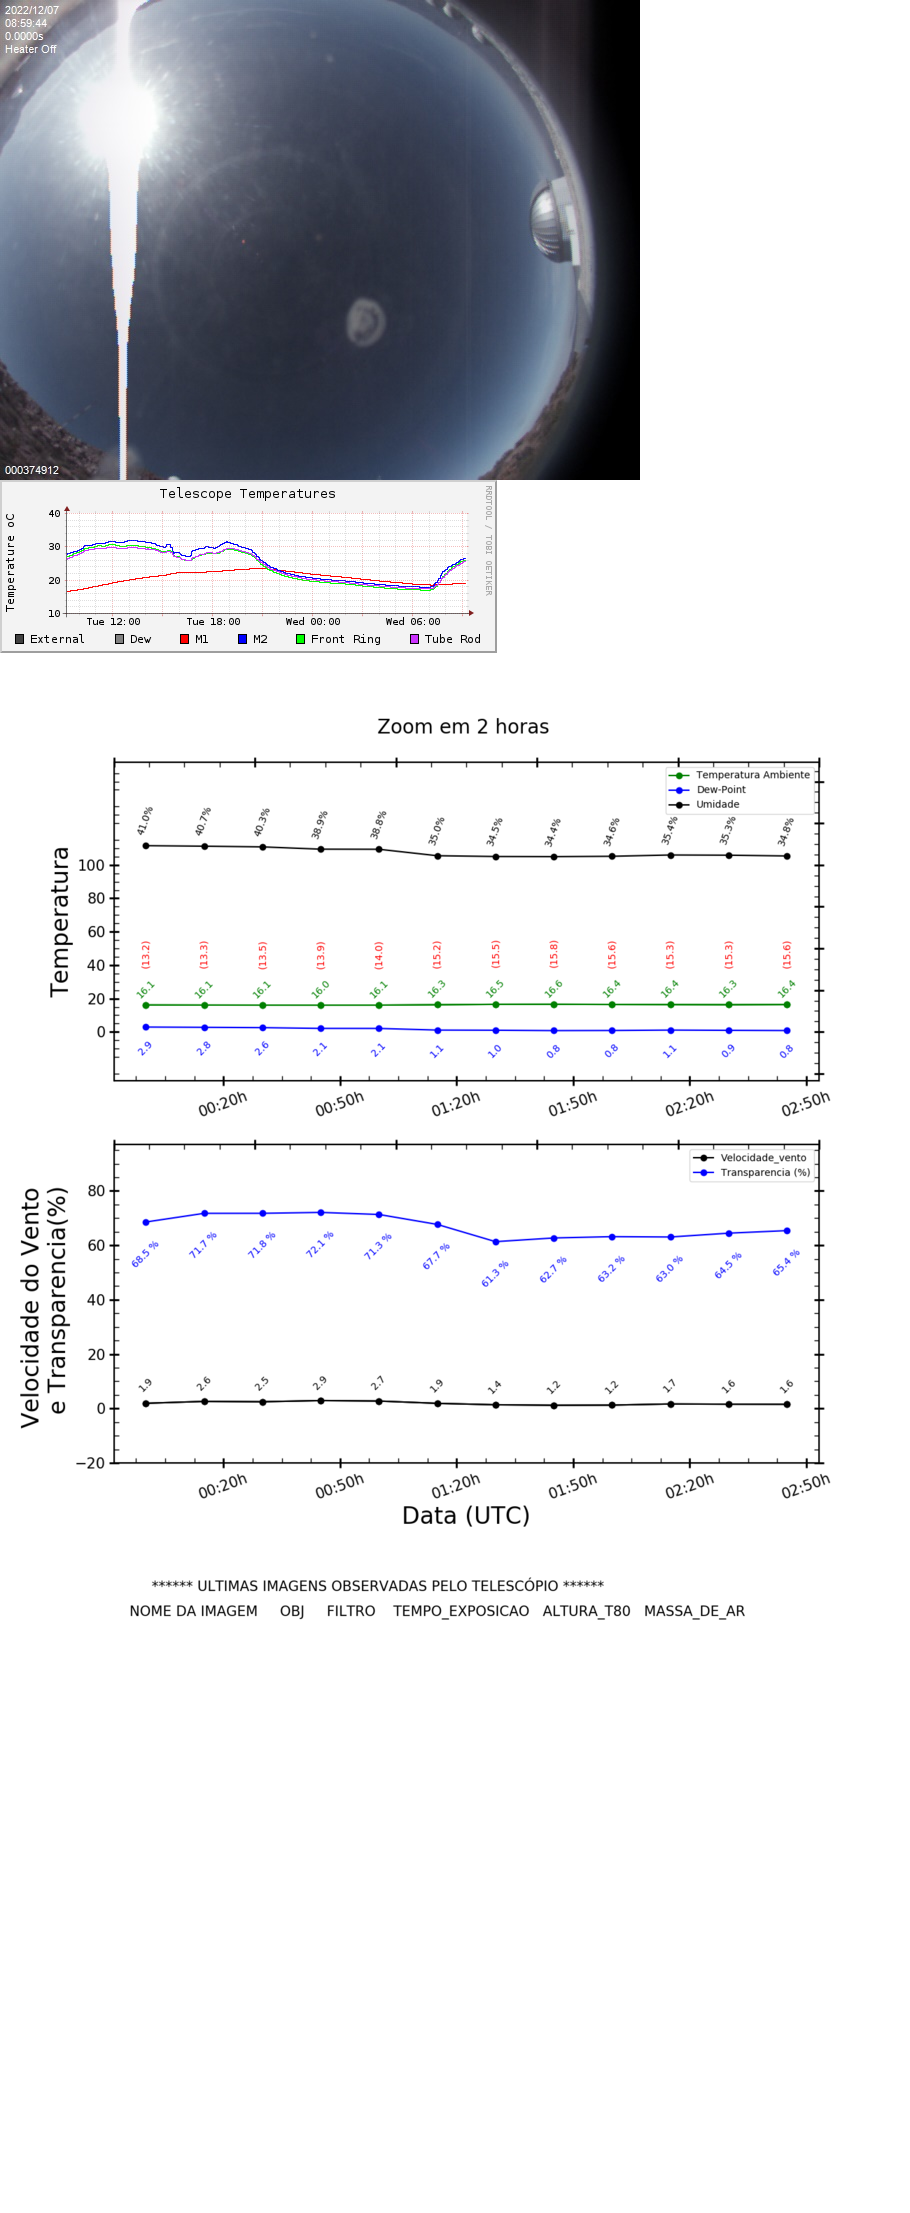 2022/12/07
08:59:44
0.0000s
Heater Off
000374912
Telescope Temperatures
RRDTOOL / TOBI OETIKER
Temperature oC
40
30
20
10
Tue 12:00 Tue 18:00 Wed 00:00 Wed 06:00
External Dew M1 M2 Front Ring Tube Rod
Zoom em 2 horas
Temperatura Ambiente
Dew-Point
Umidade
Temperatura
100
80
60
40
20
0
41.0% 40.7% 40.3% 38.9% 38.8% 35.0% 34.5% 34.4% 34.6% 35.4% 35.3% 34.8%
(13.2) (13.3) (13.5) (13.9) (14.0) (15.2) (15.5) (15.8) (15.6) (15.3) (15.3) (15.6)
16.1 16.1 16.1 16.0 16.1 16.3 16.5 16.6 16.4 16.4 16.3 16.4
2.9 2.8 2.6 2.1 2.1 1.1 1.0 0.8 0.8 1.1 0.9 0.8
00:20h 00:50h 01:20h 01:50h 02:20h 02:50h
Velocidade_vento
Transparencia (%)
Velocidade do Vento
e Transparencia(%)
80
60
40
20
0
−20
68.5 % 71.7 % 71.8 % 72.1 % 71.3 % 67.7 % 61.3 % 62.7 % 63.2 % 63.0 % 64.5 % 65.4 %
1.9 2.6 2.5 2.9 2.7 1.9 1.4 1.2 1.2 1.7 1.6 1.6
00:20h 00:50h 01:20h 01:50h 02:20h 02:50h
Data (UTC)
****** ULTIMAS IMAGENS OBSERVADAS PELO TELESCÓPIO ******
NOME DA IMAGEM OBJ FILTRO TEMPO_EXPOSICAO ALTURA_T80 MASSA_DE_AR